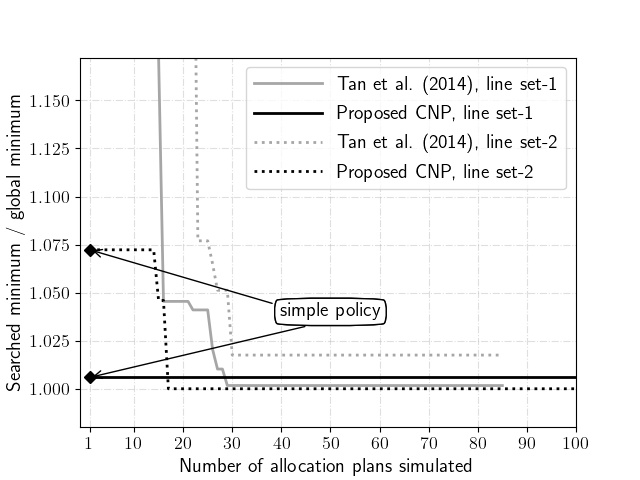 Searched minimum / global minimum
1.150
1.125
1.100
1.075
1.050
1.025
1.000
Tan et al. (2014), line set-1
Proposed CNP, line set-1
Tan et al. (2014), line set-2
Proposed CNP, line set-2
simple policy
1 10 20 30 40 50 60 70 80 90 100
Number of allocation plans simulated